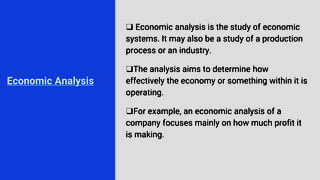 Economic Analysis
❑ Economic analysis is the study of economic
systems. It may also be a study of a production
process or an industry.
❑The analysis aims to determine how
effectively the economy or something within it is
operating.
❑For example, an economic analysis of a
company focuses mainly on how much profit it
is making.